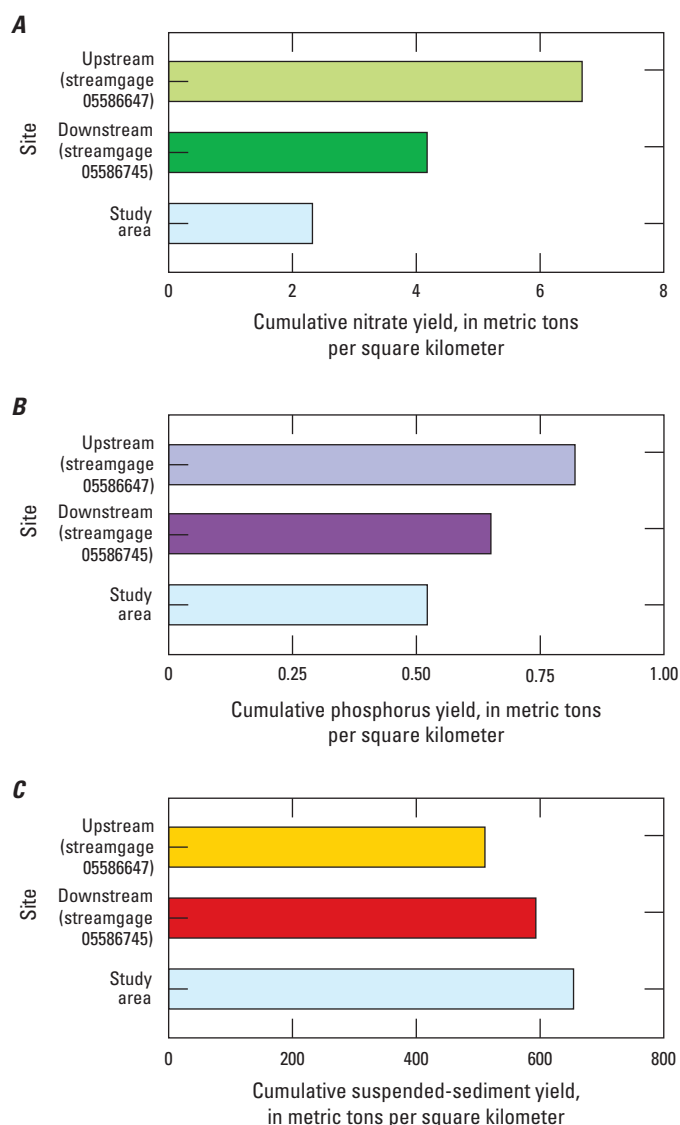 A
Upstream
(streamgage
05586647)
Downstream
(streamgage
05586745)
Study
area
Site
0 2 4 6 8
Cumulative nitrate yield, in metric tons
per square kilometer
B
Upstream
(streamgage
05586647)
Downstream
(streamgage
05586745)
Study
area
Site
0 0.25 0.50 0.75 1.00
Cumulative phosphorus yield, in metric tons
per square kilometer
C
Upstream
(streamgage
05586647)
Downstream
(streamgage
05586745)
Study
area
Site
0 200 400 600 800
Cumulative suspended-sediment yield,
in metric tons per square kilometer